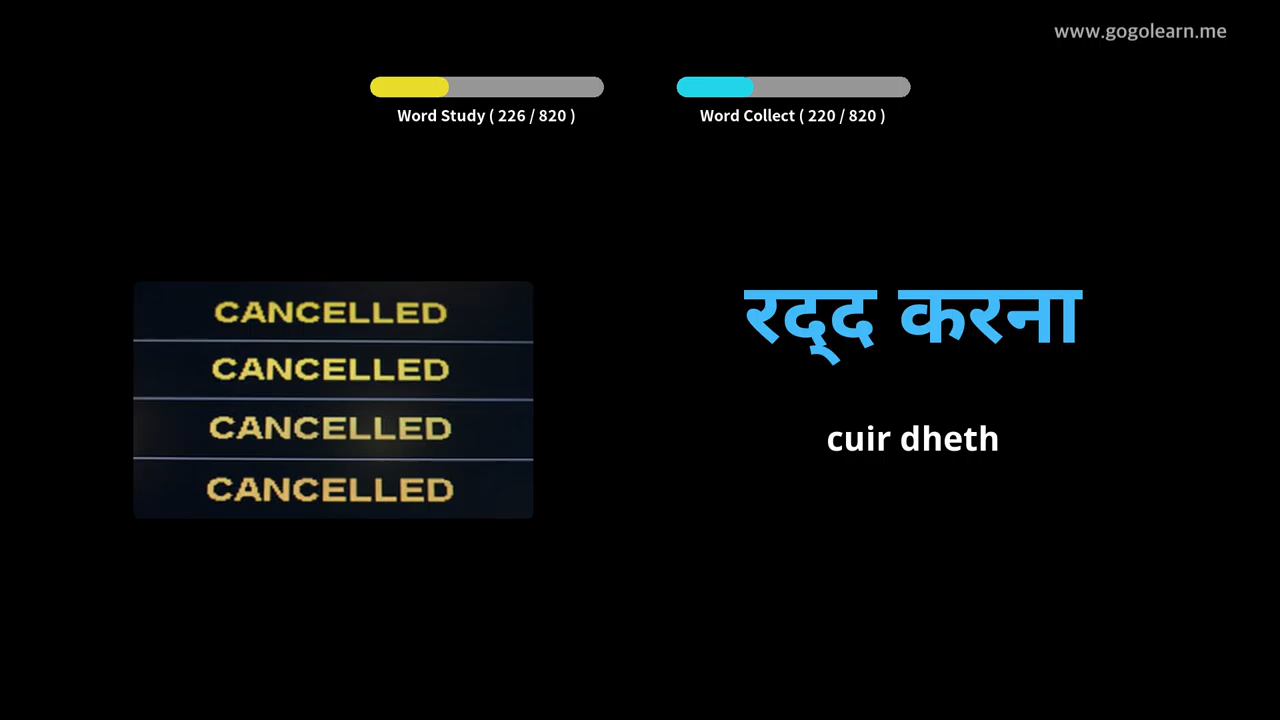 www.gogolearn.me
Word Study ( 226 / 820 )
Word Collect ( 220 / 820 )
CANCELLED
CANCELLED
CANCELLED
CANCELLED
रद्द करना
cuir dheth